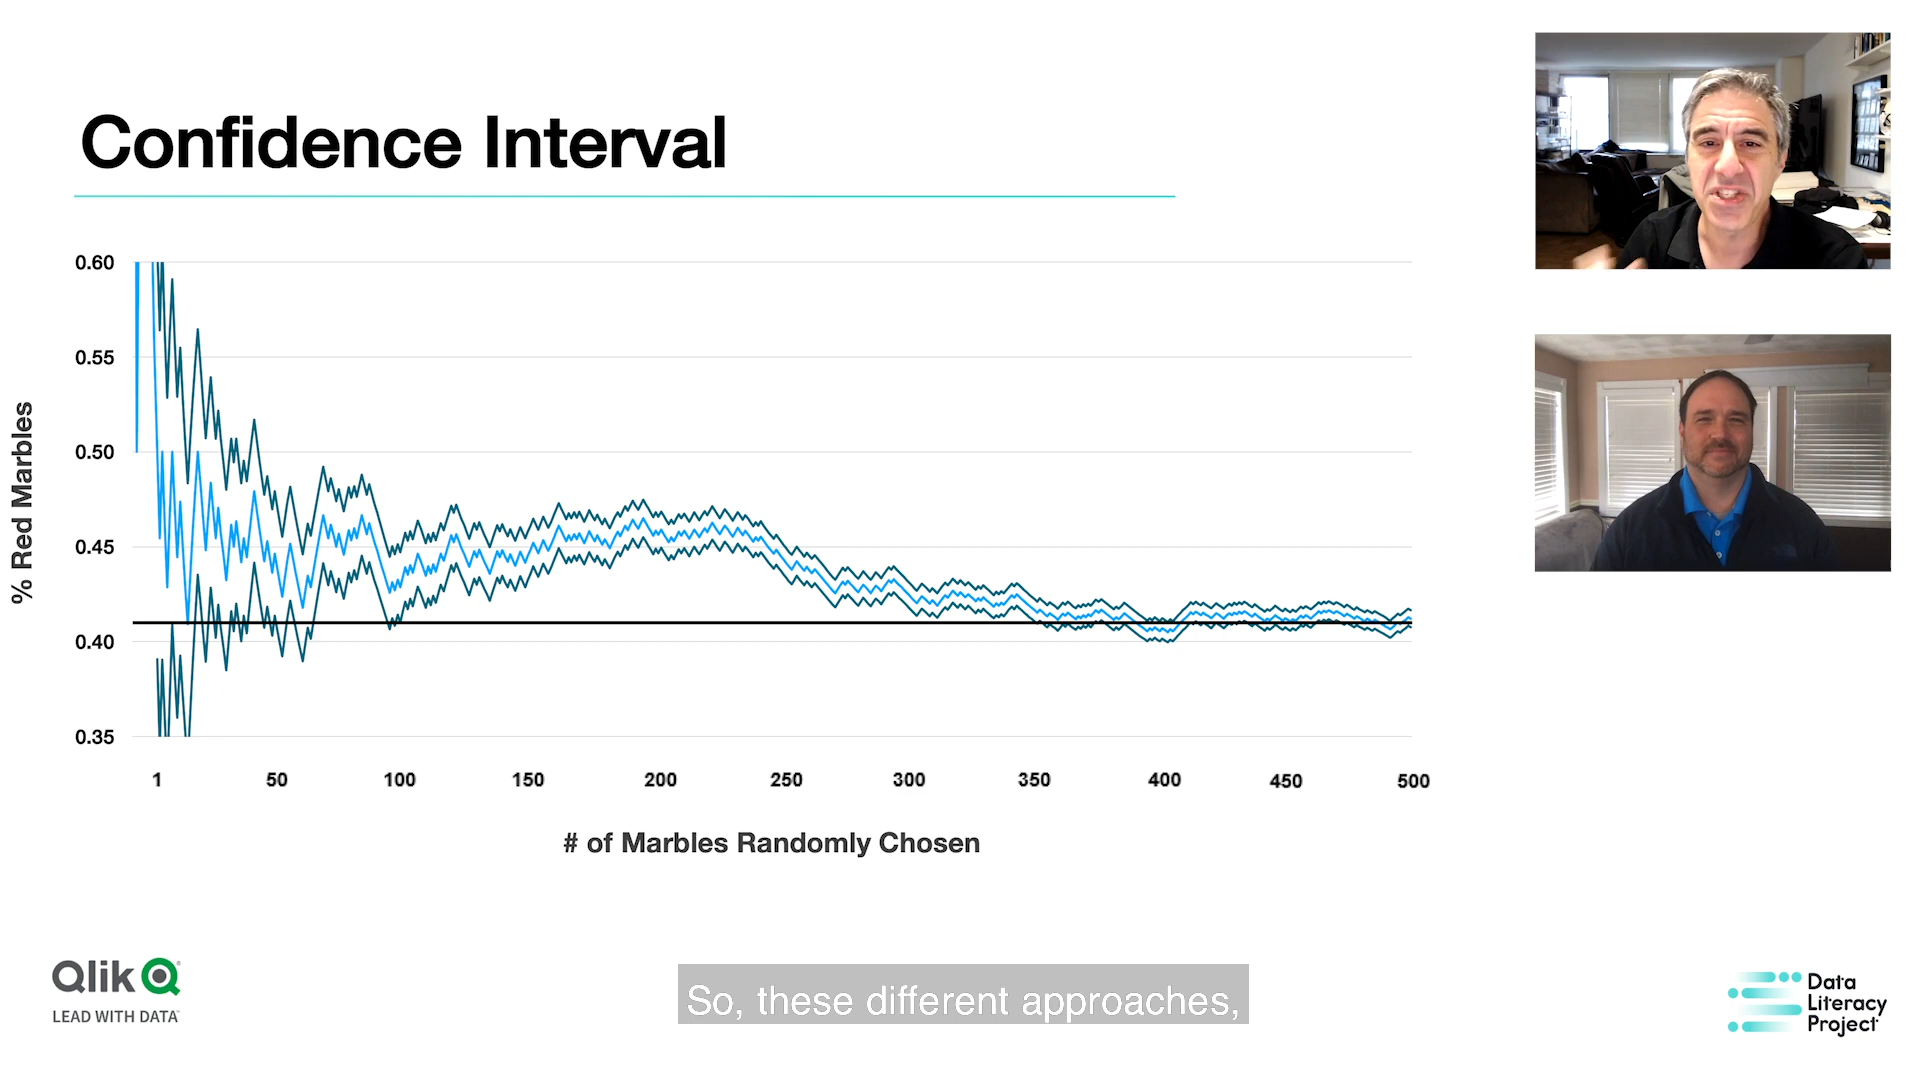 Confidence Interval
0.60
0.55
0.50
0.45
0.40
0.35
% Red Marbles
1 50 100 150 200 250 300 350 400 450 500
# of Marbles Randomly Chosen
Qlik
LEAD WITH DATA
So, these different approaches,
Data
Literacy
Project